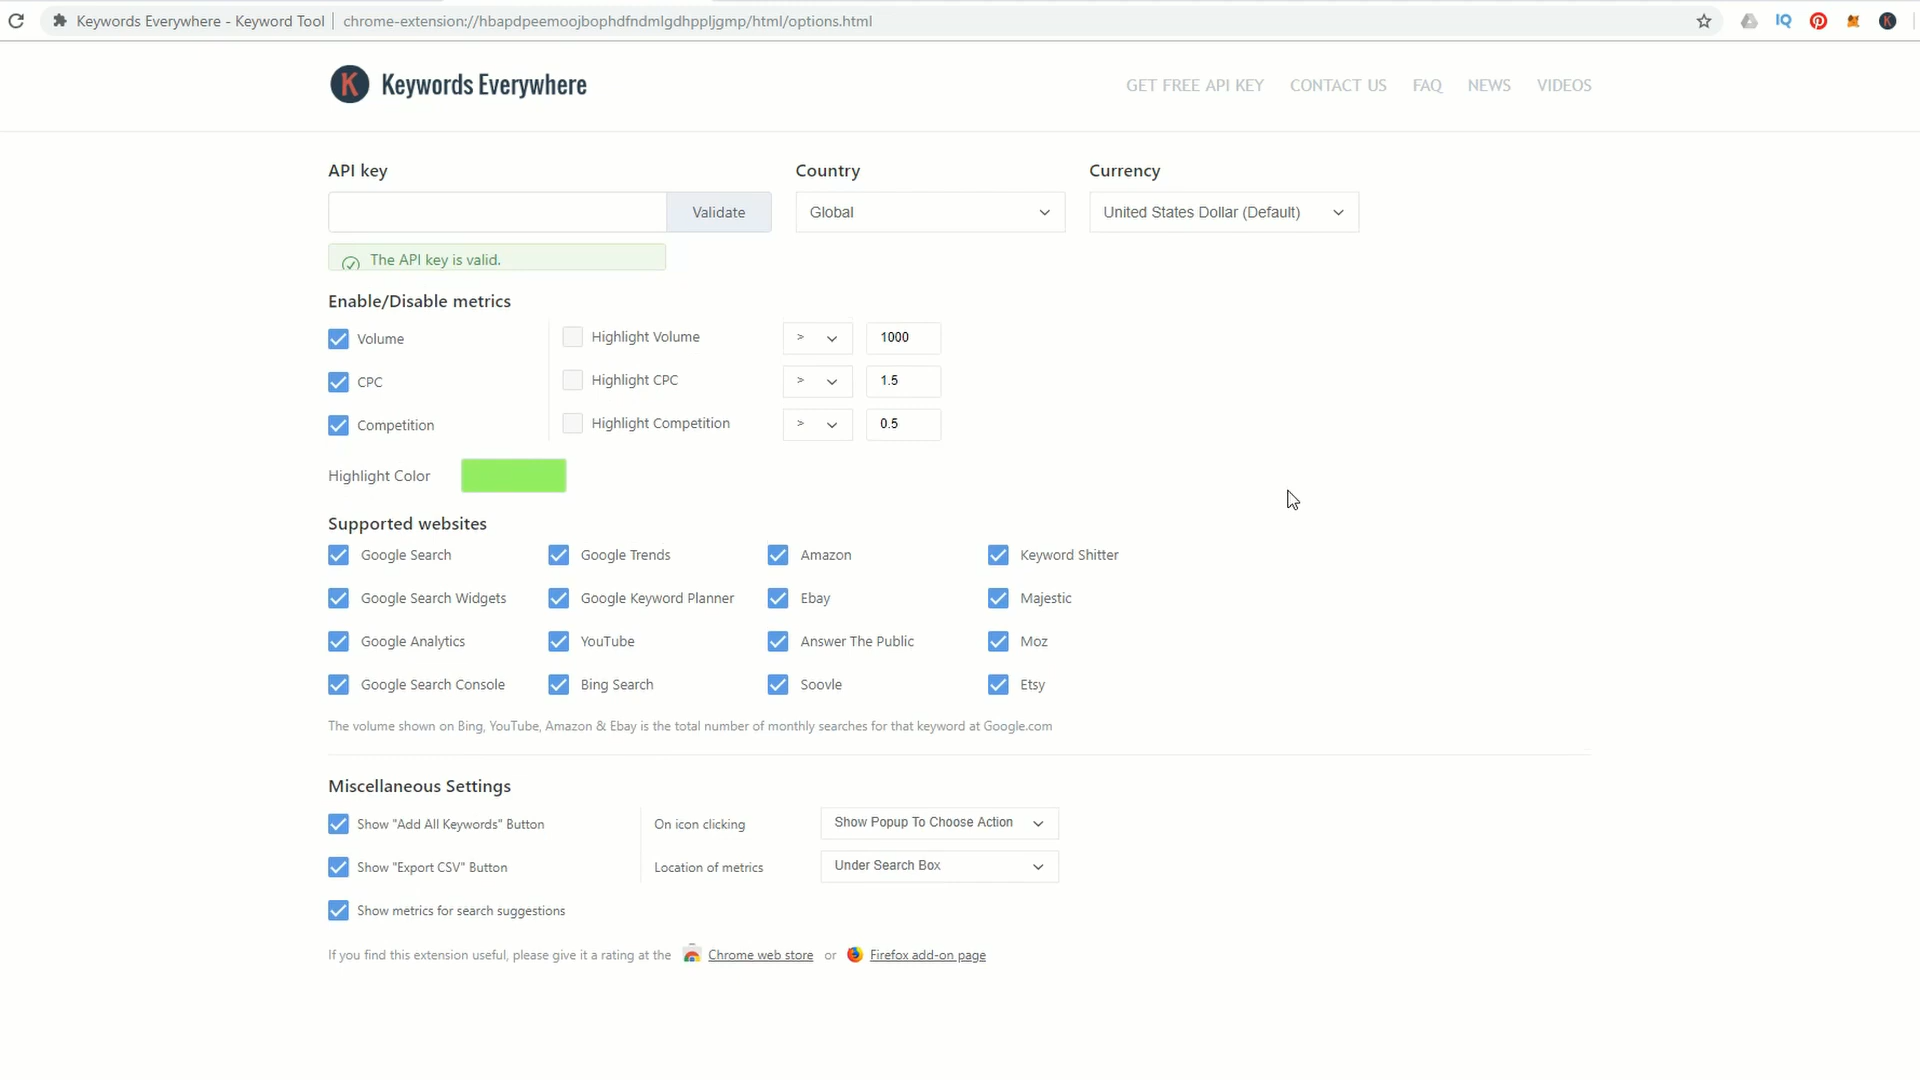 Keywords Everywhere - Keyword Tool | chrome-extension://hbapdpeemoojbophdfndmlgdhppljgmp/html/options.html
IQ
K
K Keywords Everywhere
GET FREE API KEY CONTACT US FAQ NEWS VIDEOS
API key Country Currency
Validate Global United States Dollar (Default)
The API key is valid.
Enable/Disable metrics
Volume Highlight Volume > 1000
CPC Highlight CPC > 1.5
Competition Highlight Competition > 0.5
Highlight Color
Supported websites
Google Search Google Trends Amazon Keyword Shitter
Google Search Widgets Google Keyword Planner Ebay Majestic
Google Analytics YouTube Answer The Public Moz
Google Search Console Bing Search Soovle Etsy
The volume shown on Bing, YouTube, Amazon & Ebay is the total number of monthly searches for that keyword at Google.com
Miscellaneous Settings
Show "Add All Keywords" Button On icon clicking Show Popup To Choose Action
Show "Export CSV" Button Location of metrics Under Search Box
Show metrics for search suggestions
If you find this extension useful, please give it a rating at the Chrome web store or Firefox add-on page